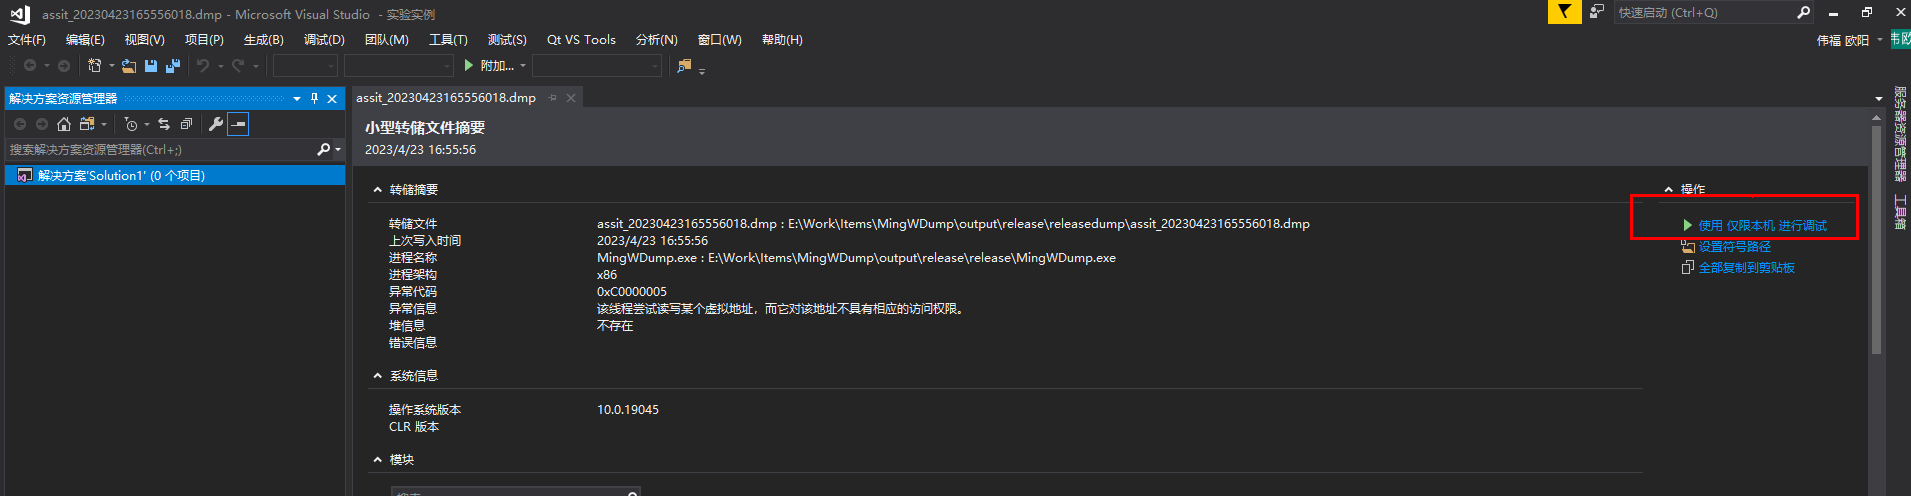 assit_20230423165556018.dmp - Microsoft Visual Studio - 实验实例
快速启动 (Ctrl+Q)
文件(F) 编辑(E) 视图(V) 项目(P) 生成(B) 调试(D) 团队(M) 工具(T) 测试(S) Qt VS Tools 分析(N) 窗口(W) 帮助(H)
伟福 欧阳
韦欧
附加...
解决方案资源管理器
assit_20230423165556018.dmp
搜索解决方案资源管理器(Ctrl+;)
解决方案'Solution1' (0 个项目)
小型转储文件摘要
2023/4/23 16:55:56
转储摘要
转储文件 assit_20230423165556018.dmp : E:\Work\Items\MingWDump\output\release\releasedump\assit_20230423165556018.dmp
上次写入时间 2023/4/23 16:55:56
进程名称 MingWDump.exe : E:\Work\Items\MingWDump\output\release\release\MingWDump.exe
进程架构 x86
异常代码 0xC0000005
异常信息 该线程尝试读写某个虚拟地址，而它对该地址不具有相应的访问权限。
堆信息 不存在
错误信息
系统信息
操作系统版本 10.0.19045
CLR 版本
模块
搜索
操作
使用 仅限本机 进行调试
设置符号路径
全部复制到剪贴板
服务器资源管理器
工具箱